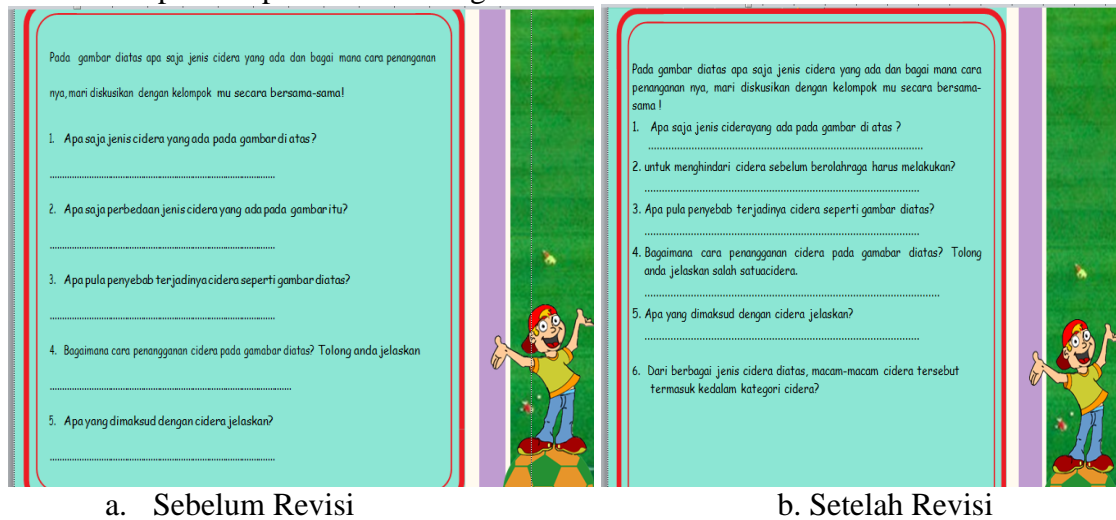 Pada gambar diatas apa saja jenis cidera yang ada dan bagai mana cara penanganan
nya, mari diskusikan dengan kelompok mu secara bersama-sama!
1. Apa saja jenis cidera yang ada pada gambar di atas ?
2. Apa saja perbedaan jenis cidera yang ada pada gambar itu?
3. Apa pula penyebab terjadinya cidera seperti gambar diatas?
4. Bagaimana cara penangganan cidera pada gamabar diatas? Tolong anda jelaskan
5. Apa yang dimaksud dengan cidera jelaskan?
a. Sebelum Revisi
Pada gambar diatas apa saja jenis cidera yang ada dan bagai mana cara
penanganan nya, mari diskusikan dengan kelompok mu secara bersama-
sama !
1. Apa saja jenis ciderayang ada pada gambar di atas ?
2. untuk menghindari cidera sebelum berolahraga harus melakukan?
3. Apa pula penyebab terjadinya cidera seperti gambar diatas?
4. Bagaimana cara penangganan cidera pada gamabar diatas? Tolong
anda jelaskan salah satuacidera.
5. Apa yang dimaksud dengan cidera jelaskan?
6. Dari berbagai jenis cidera diatas, macam-macam cidera tersebut
termasuk kedalam kategori cidera?
b. Setelah Revisi